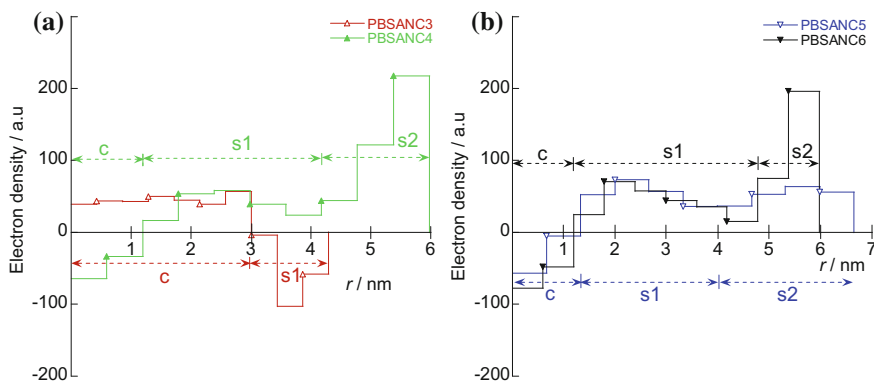 (a)
PBSANC3
PBSANC4
Electron density / a.u
200
100
0
-100
-200
c
s1
s2
1
2
3
4
5
6
c
s1
r / nm
(b)
PBSANC5
PBSANC6
Electron density / a.u
200
100
0
-100
-200
c
s1
s2
1
2
3
4
5
6
7
r / nm
c
s1
s2